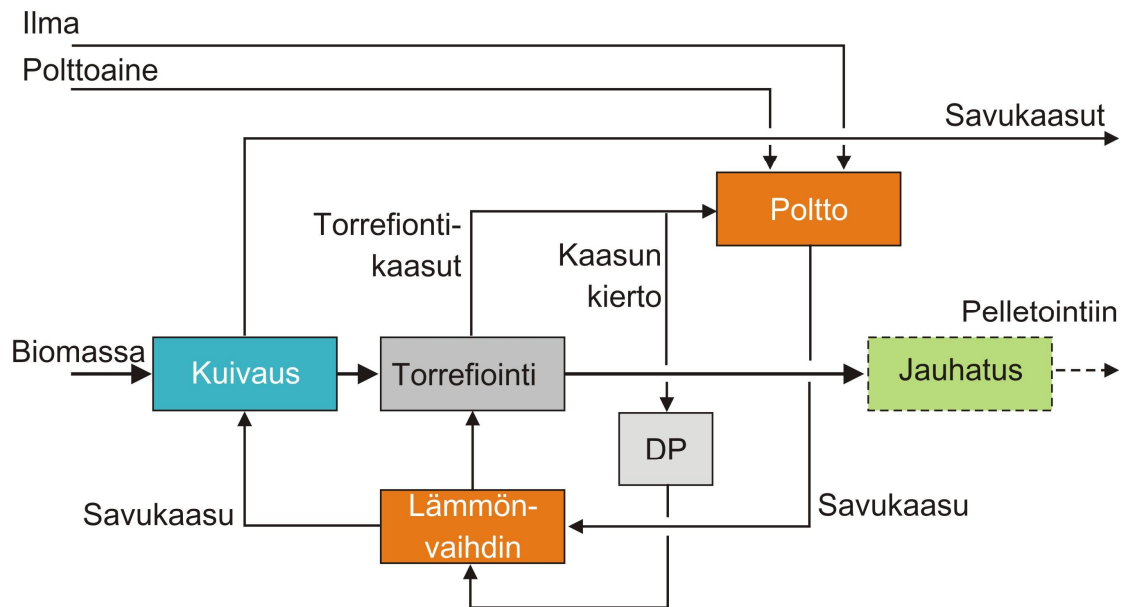 Ilma
Polttoaine
Savukaasut
Poltto
Torrefionti-
kaasut
Kaasun
kierto
Pelletointiin
Biomassa
Kuivaus
Torrefiointi
Jauhatus
DP
Savukaasu
Lämmön-
vaihdin
Savukaasu